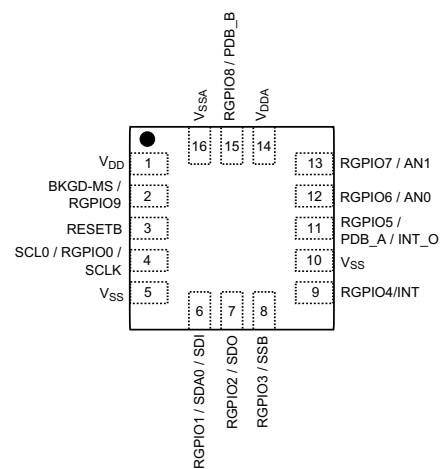 VSSA
RGPIO8 / PDB_B
VDDA
16
15
14
VDD
1
BKGD-MS /
RGPIO9
2
RESETB
3
SCL0 / RGPIO0 /
SCLK
4
VSS
5
13
RGPIO7 / AN1
12
RGPIO6 / AN0
11
RGPIO5 /
PDB_A / INT_O
10
VSS
9
RGPIO4/INT
6
7
8
RGPIO1 / SDA0 / SDI
RGPIO2 / SDO
RGPIO3 / SSB